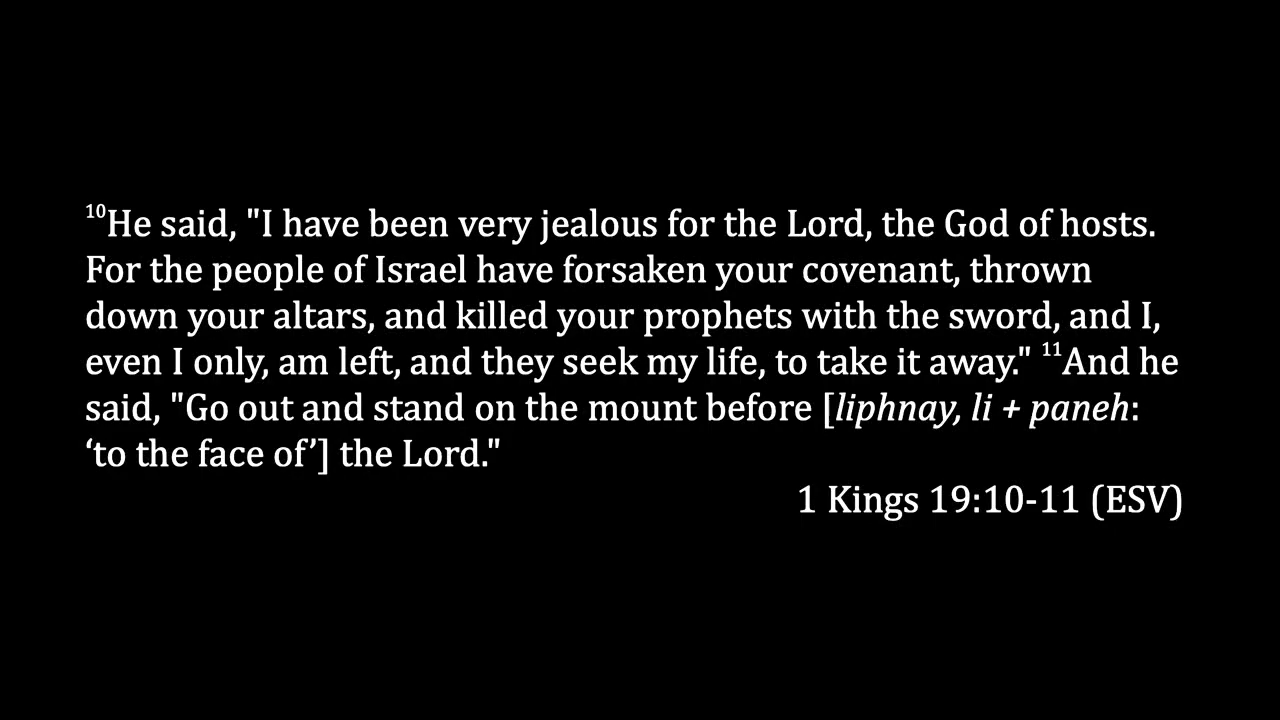 ¹⁰He said, "I have been very jealous for the Lord, the God of hosts.
For the people of Israel have forsaken your covenant, thrown
down your altars, and killed your prophets with the sword, and I,
even I only, am left, and they seek my life, to take it away." ¹¹And he
said, "Go out and stand on the mount before [liphnay, li + paneh:
‘to the face of’] the Lord."
1 Kings 19:10-11 (ESV)